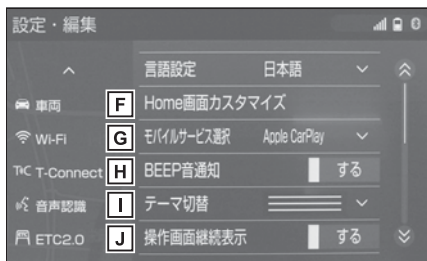 設定・編集
言語設定 日本語
車両 F Home画面カスタマイズ
Wi-Fi G モバイルサービス選択 Apple CarPlay
T-Connect H BEEP音通知 する
音声認識 I テーマ切替
ETC2.0 J 操作画面継続表示 する